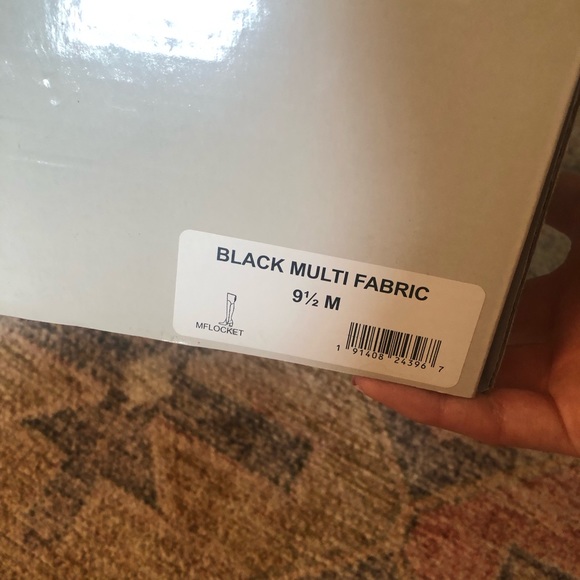 BLACK MULTI FABRIC
9½ M
MFLOCKET
1 91408 24396 7